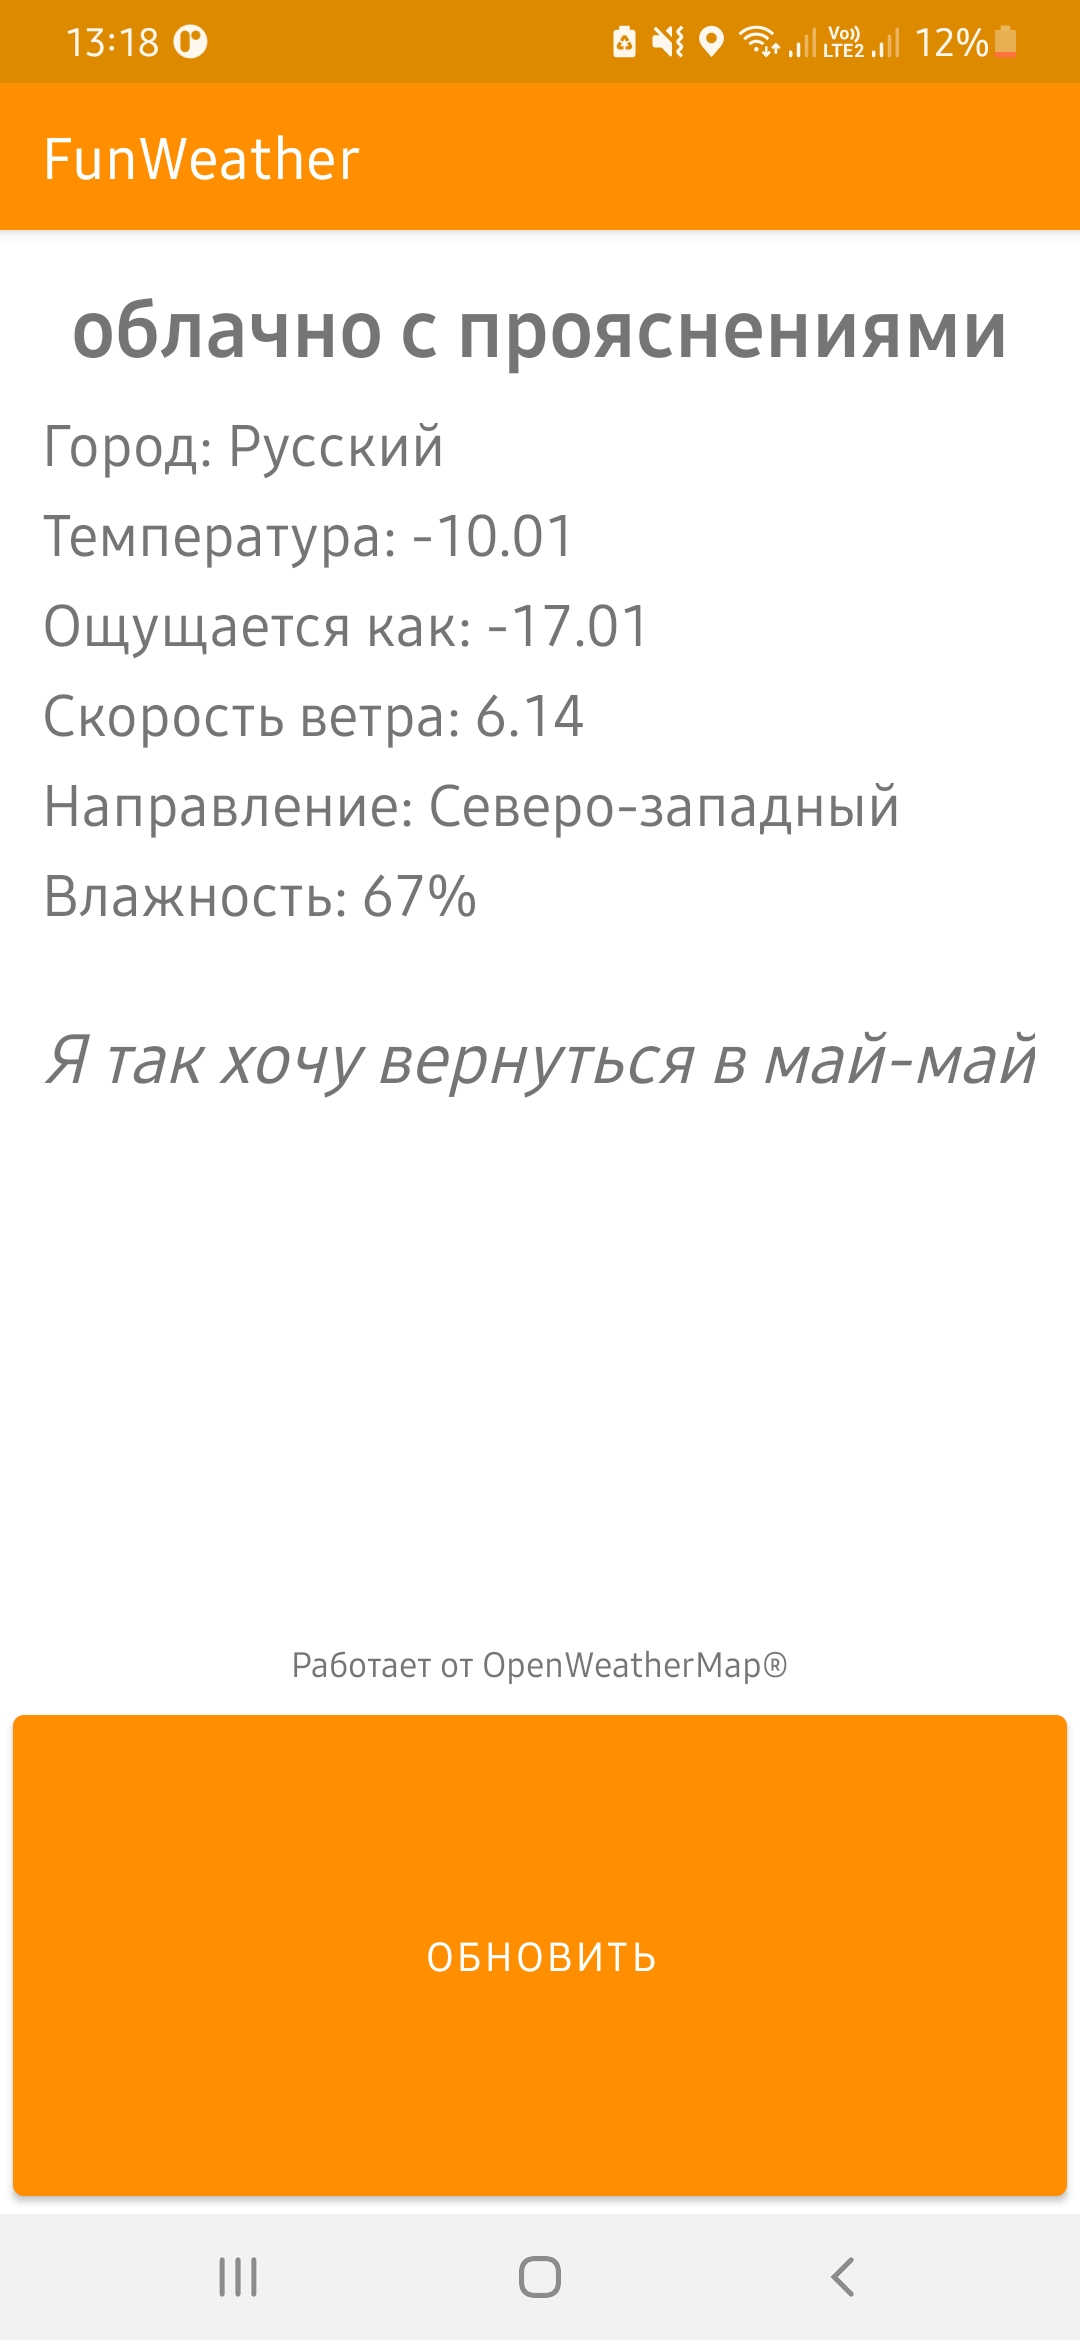 13:18 Vo)) LTE2 12%
FunWeather
облачно с прояснениями
Город: Русский
Температура: -10.01
Ощущается как: -17.01
Скорость ветра: 6.14
Направление: Северо-западный
Влажность: 67%
Я так хочу вернуться в май-май
Работает от OpenWeatherMap®
ОБНОВИТЬ